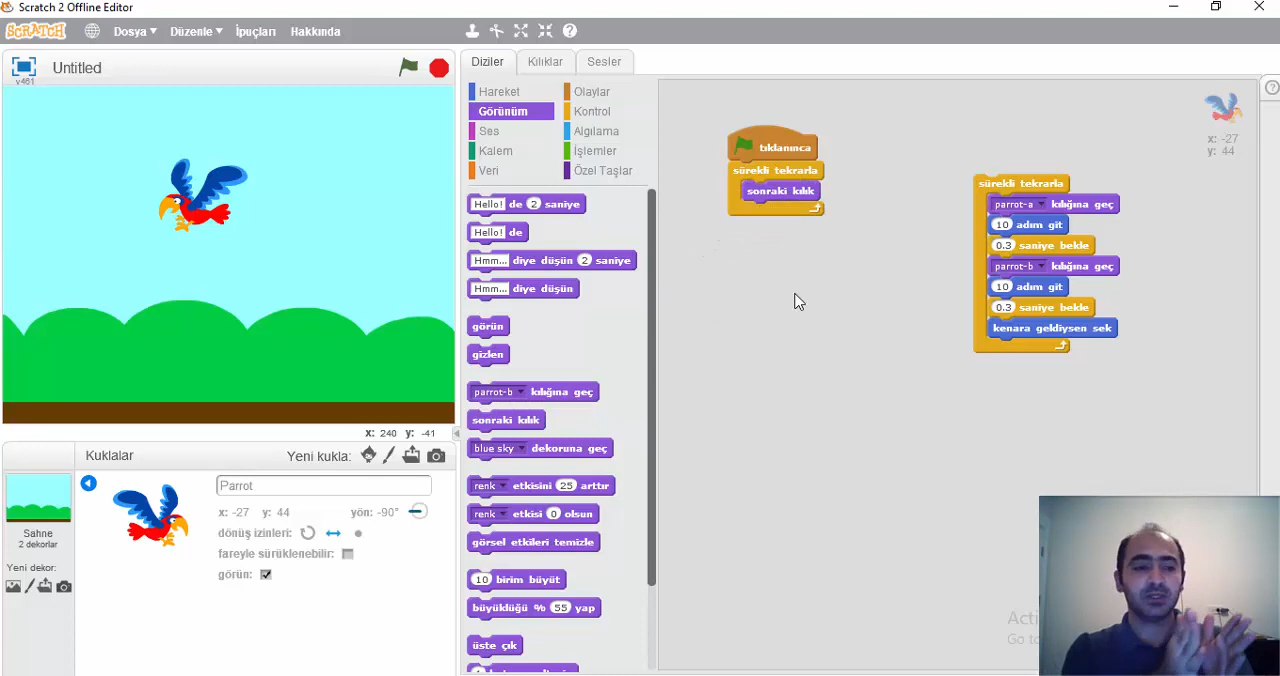 Scratch 2 Offline Editor
SCRATCH
Dosya
Düzenle
İpuçları
Hakkında
v461
Untitled
x: 240 y: -41
Kuklalar
Yeni kukla:
Sahne
2 dekorlar
Yeni dekor:
Parrot
x: -27 y: 44 yön: -90°
dönüş izinleri:
fareyle sürüklenebilir:
görün:
Diziler
Kılıklar
Sesler
Hareket
Görünüm
Ses
Kalem
Veri
Olaylar
Kontrol
Algılama
İşlemler
Özel Taşlar
Hello! de 2 saniye
Hello! de
Hmm... diye düşün 2 saniye
Hmm... diye düşün
görün
gizlen
parrot-b kılığına geç
sonraki kılık
blue sky dekoruna geç
renk etkisini 25 arttır
renk etkisi 0 olsun
görsel etkileri temizle
10 birim büyüt
büyüklüğü % 55 yap
üste çık
tıklanınca
sürekli tekrarla
sonraki kılık
sürekli tekrarla
parrot-a kılığına geç
10 adım git
0.3 saniye bekle
parrot-b kılığına geç
10 adım git
0.3 saniye bekle
kenara geldiysen sek
x: -27
y: 44
Go to